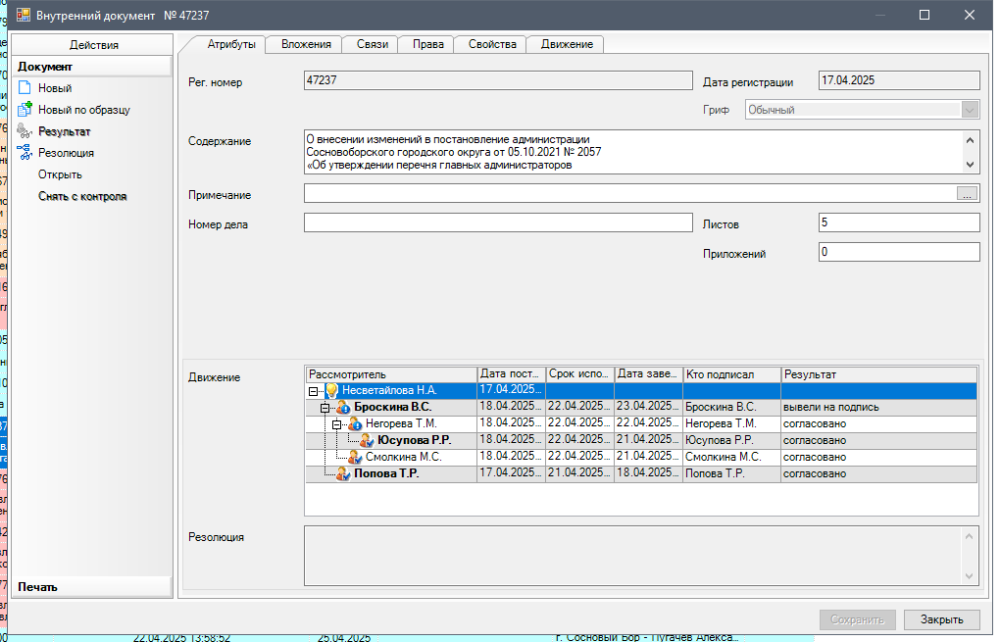 Внутренний документ № 47237
Действия
Документ
Новый
Новый по образцу
Результат
Резолюция
Открыть
Снять с контроля
Печать
Атрибуты Вложения Связи Права Свойства Движение
Рег. номер 47237 Дата регистрации 17.04.2025
Гриф Обычный
Содержание О внесении изменений в постановление администрации
Сосновоборского городского округа от 05.10.2021 № 2057
«Об утверждении перечня главных администраторов
Примечание ...
Номер дела Листов 5
Приложений 0
Движение
Рассмотритель Дата пост... Срок испо... Дата заве... Кто подписал Результат
Несветайлова Н.А. 17.04.2025...
Броскина В.С. 18.04.2025... 22.04.2025... 23.04.2025... Броскина В.С. вывели на подпись
Негорева Т.М. 18.04.2025... 22.04.2025... 22.04.2025... Негорева Т.М. согласовано
Юсупова Р.Р. 18.04.2025... 22.04.2025... 21.04.2025... Юсупова Р.Р. согласовано
Смолкина М.С. 18.04.2025... 22.04.2025... 21.04.2025... Смолкина М.С. согласовано
Попова Т.Р. 17.04.2025... 21.04.2025... 18.04.2025... Попова Т.Р. согласовано
Резолюция
Сохранить Закрыть
22.04.2025 13:58:52 25.04.2025 г. Сосновый Бор - Пугачев Алекса...